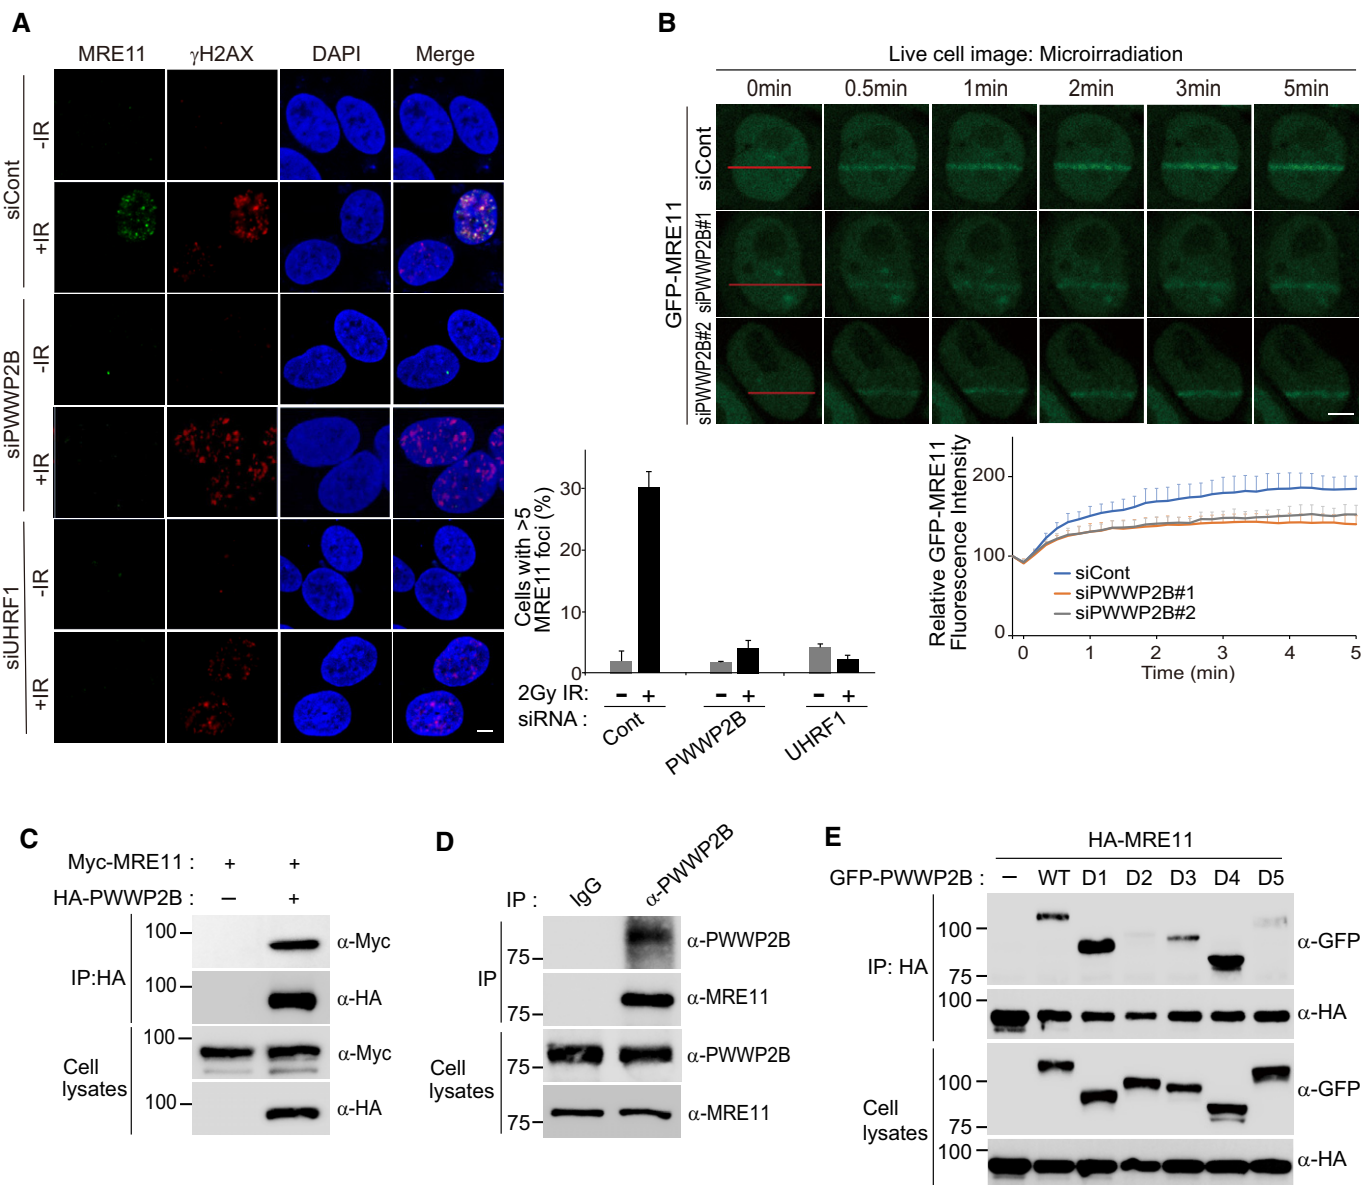 A
MRE11 γH2AX DAPI Merge
siCont
-IR
+IR
siPWWP2B
-IR
+IR
siUHRF1
-IR
+IR
Cells with >5
MRE11 foci (%)
30
20
10
0
2Gy IR: - + - + - +
siRNA : Cont PWWP2B UHRF1
B
Live cell image: Microirradiation
0min 0.5min 1min 2min 3min 5min
GFP-MRE11
siCont
siPWWP2B#1
siPWWP2B#2
Relative GFP-MRE11
Fluorescence Intensity
200
100
0
siCont
siPWWP2B#1
siPWWP2B#2
0 1 2 3 4 5
Time (min)
C
Myc-MRE11 : + +
HA-PWWP2B : – +
IP:HA
100 α-Myc
100 α-HA
Cell
lysates
100 α-Myc
100 α-HA
D
IP : IgG α-PWWP2B
IP
75 α-PWWP2B
75 α-MRE11
Cell
lysates
75 α-PWWP2B
75 α-MRE11
E
HA-MRE11
GFP-PWWP2B : – WT D1 D2 D3 D4 D5
IP: HA
100
75
α-GFP
100 α-HA
Cell
lysates
100
75
α-GFP
100 α-HA